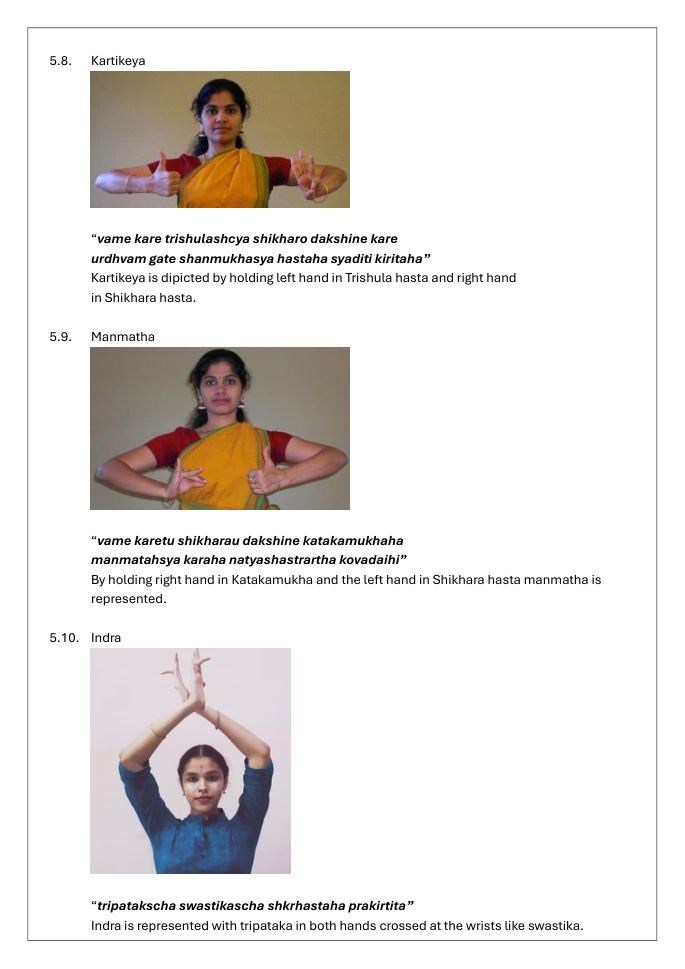 5.8. Kartikeya
“vame kare trishulashcya shikharo dakshine kare
urdhvam gate shanmukhasya hastaha syaditi kiritaha”
Kartikeya is dipicted by holding left hand in Trishula hasta and right hand
in Shikhara hasta.
5.9. Manmatha
“vame karetu shikharau dakshine katakamukhaha
manmatahsya karaha natyashastrartha kovadaihi”
By holding right hand in Katakamukha and the left hand in Shikhara hasta manmatha is
represented.
5.10. Indra
“tripatakscha swastikascha shkrhastaha prakirtita”
Indra is represented with tripataka in both hands crossed at the wrists like swastika.